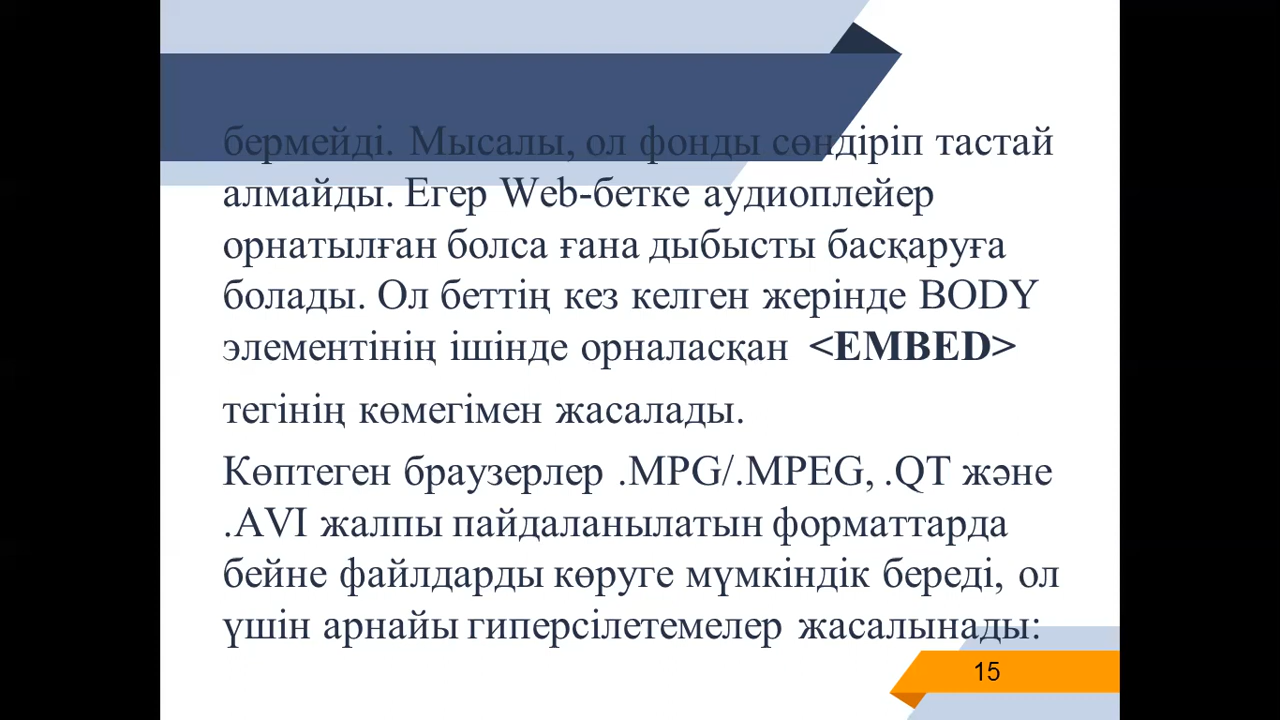 бермейді. Мысалы, ол фонды сөндіріп тастай
алмайды. Егер Web-бетке аудиоплейер
орнатылған болса ғана дыбысты басқаруға
болады. Ол беттің кез келген жерінде BODY
элементінің ішінде орналасқан <EMBED>
тегінің көмегімен жасалады.
Көптеген браузерлер .MPG/.MPEG, .QT және
.AVI жалпы пайдаланылатын форматтарда
бейне файлдарды көруге мүмкіндік береді, ол
үшін арнайы гиперсілетемелер жасалынады:
15